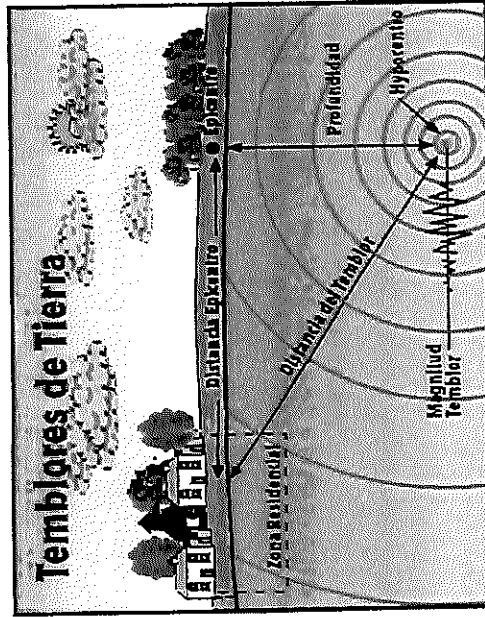 Temblores de Tierra
Distancia Epicentro
Epicentro
Zona Residencial
Distancia del Temblor
Profundidad
Hypocentro
Magnitud
Temblor